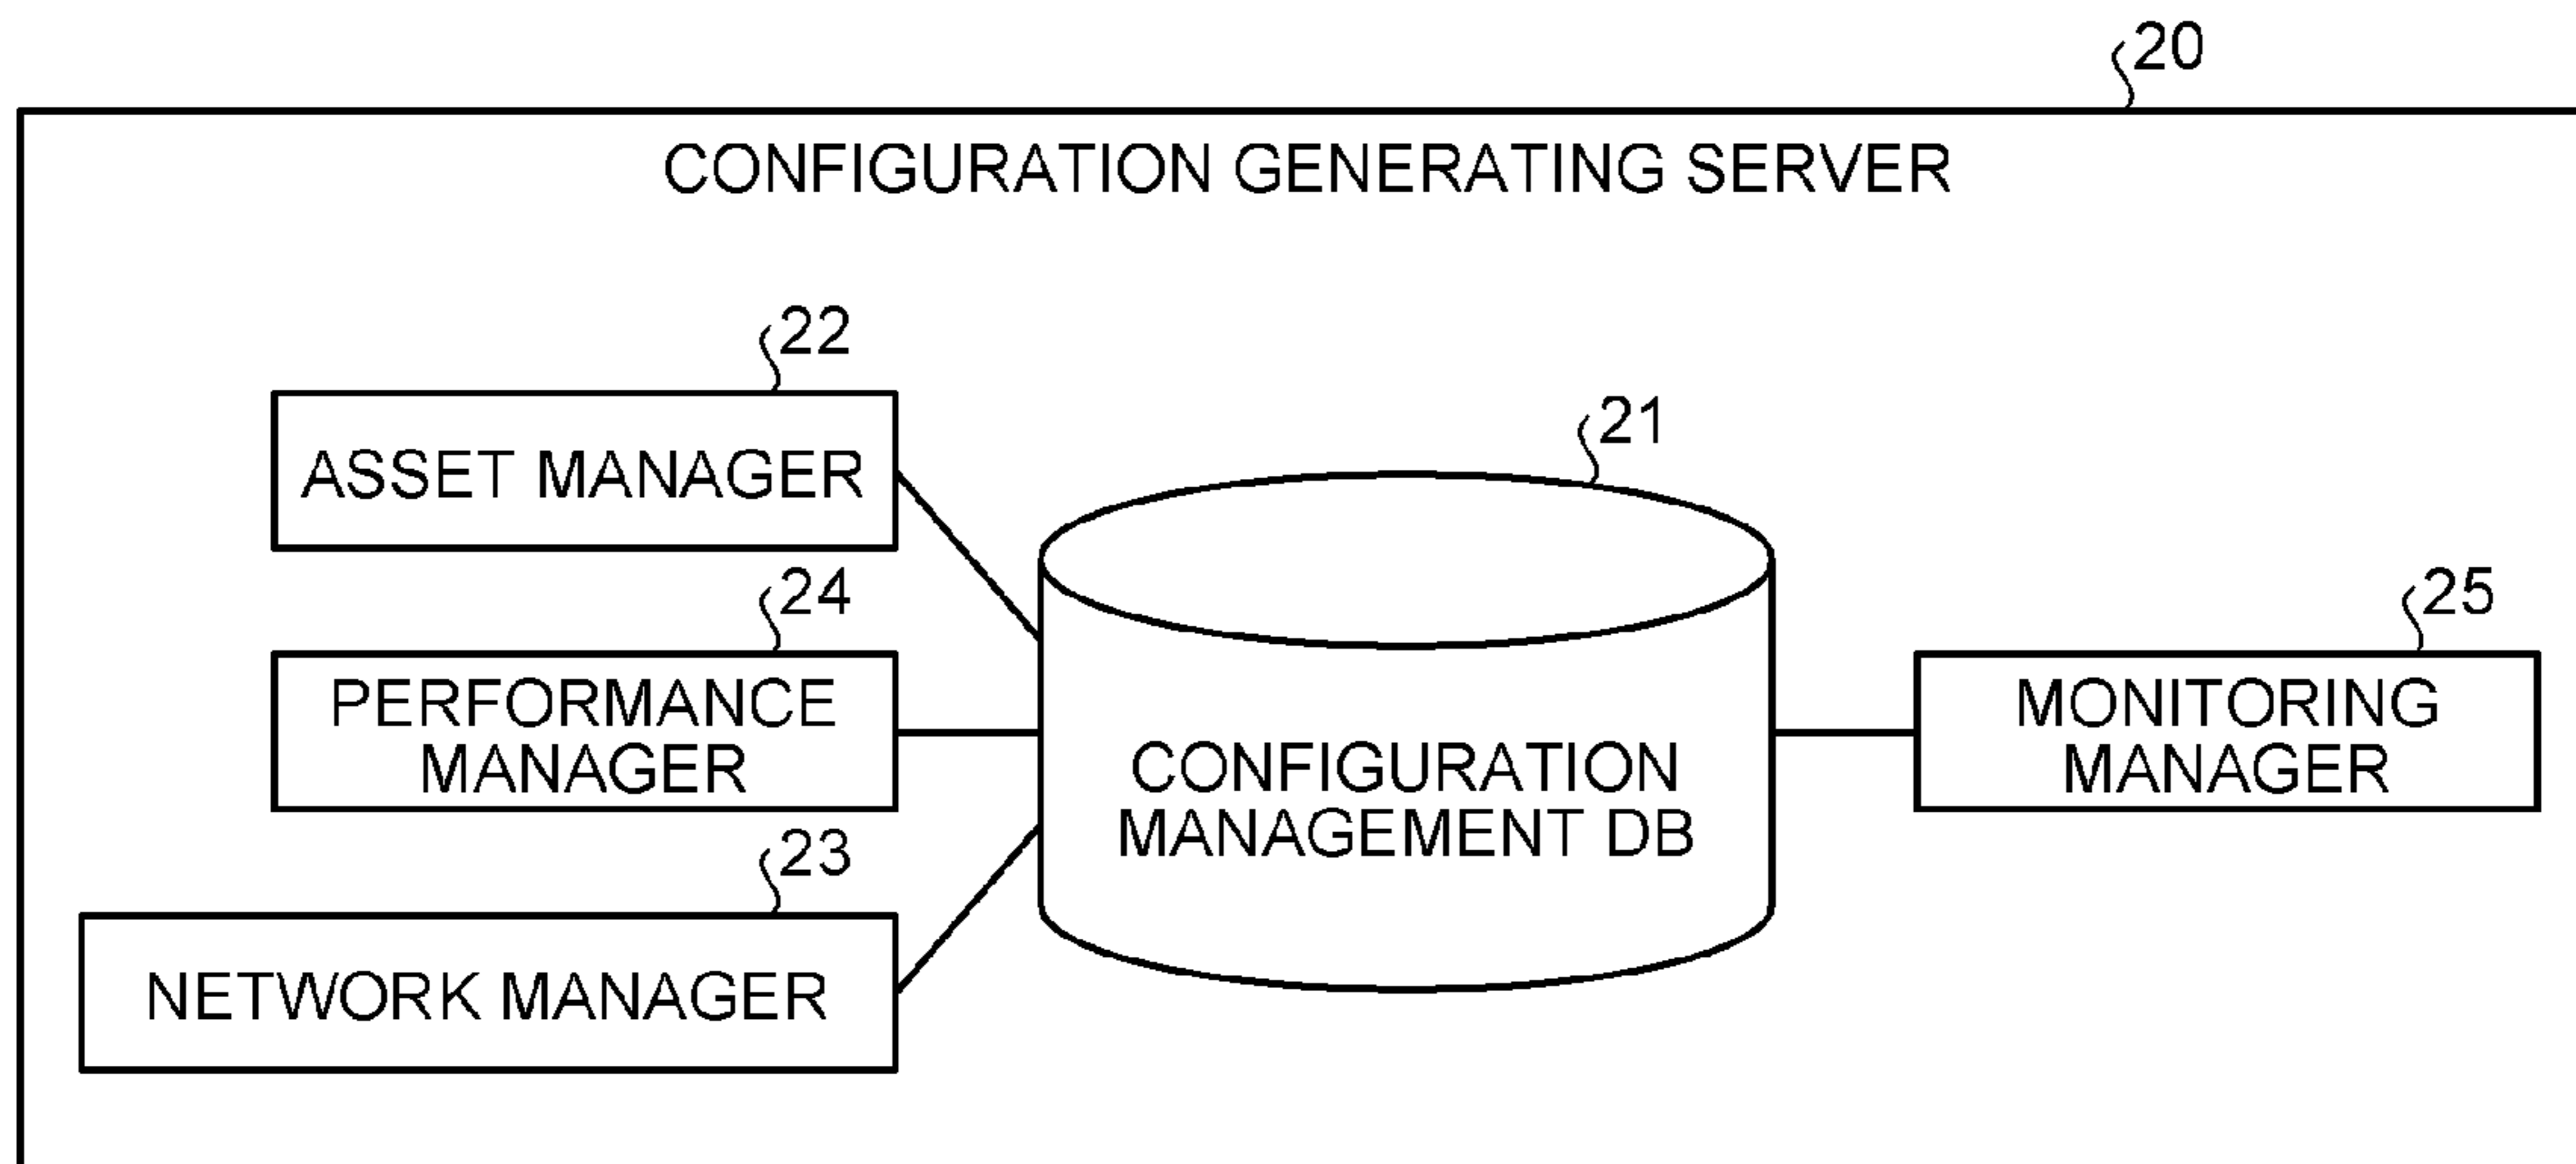 20
CONFIGURATION GENERATING SERVER
22
ASSET MANAGER
21
24
PERFORMANCE
MANAGER
25
MONITORING
MANAGER
CONFIGURATION
MANAGEMENT DB
23
NETWORK MANAGER